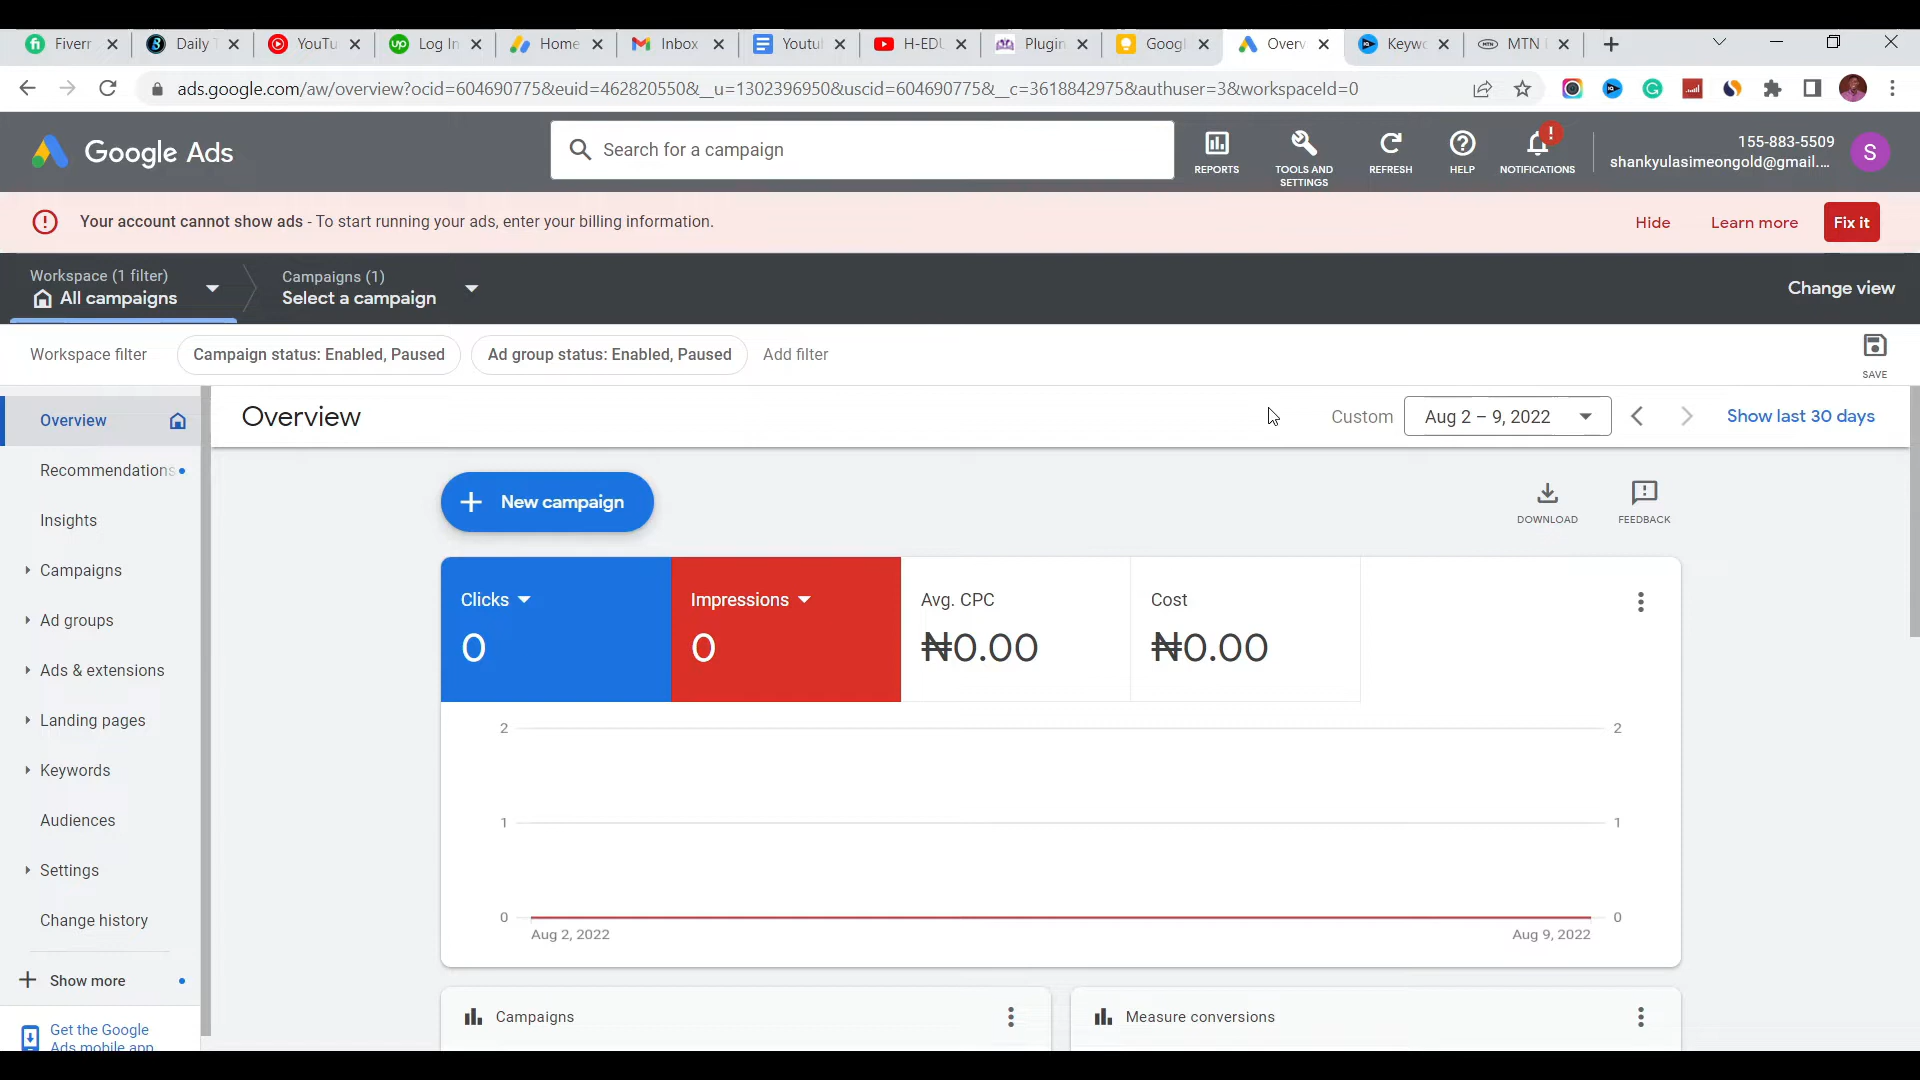 Fiverr
Daily
YouTu
Log In
Home
Inbox
Youtu
H-EDU
Plugin
Googl
Overv
Keywo
MTN
ads.google.com/aw/overview?ocid=604690775&euid=462820550&__u=1302396950&uscid=604690775&__c=3618842975&authuser=3&workspaceId=0
Google Ads
Search for a campaign
REPORTS
TOOLS AND
SETTINGS
REFRESH
HELP
NOTIFICATIONS
155-883-5509
shankyulasimeongold@gmail....
S
Your account cannot show ads - To start running your ads, enter your billing information.
Hide
Learn more
Fix it
Workspace (1 filter)
All campaigns
Campaigns (1)
Select a campaign
Change view
Workspace filter
Campaign status: Enabled, Paused
Ad group status: Enabled, Paused
Add filter
SAVE
Overview
Recommendations
Insights
Campaigns
Ad groups
Ads & extensions
Landing pages
Keywords
Audiences
Settings
Change history
Show more
Get the Google
Ads mobile app
Overview
Custom
Aug 2 – 9, 2022
Show last 30 days
New campaign
DOWNLOAD
FEEDBACK
Clicks
0
Impressions
0
Avg. CPC
₦0.00
Cost
₦0.00
2
2
1
1
0
0
Aug 2, 2022
Aug 9, 2022
Campaigns
Measure conversions